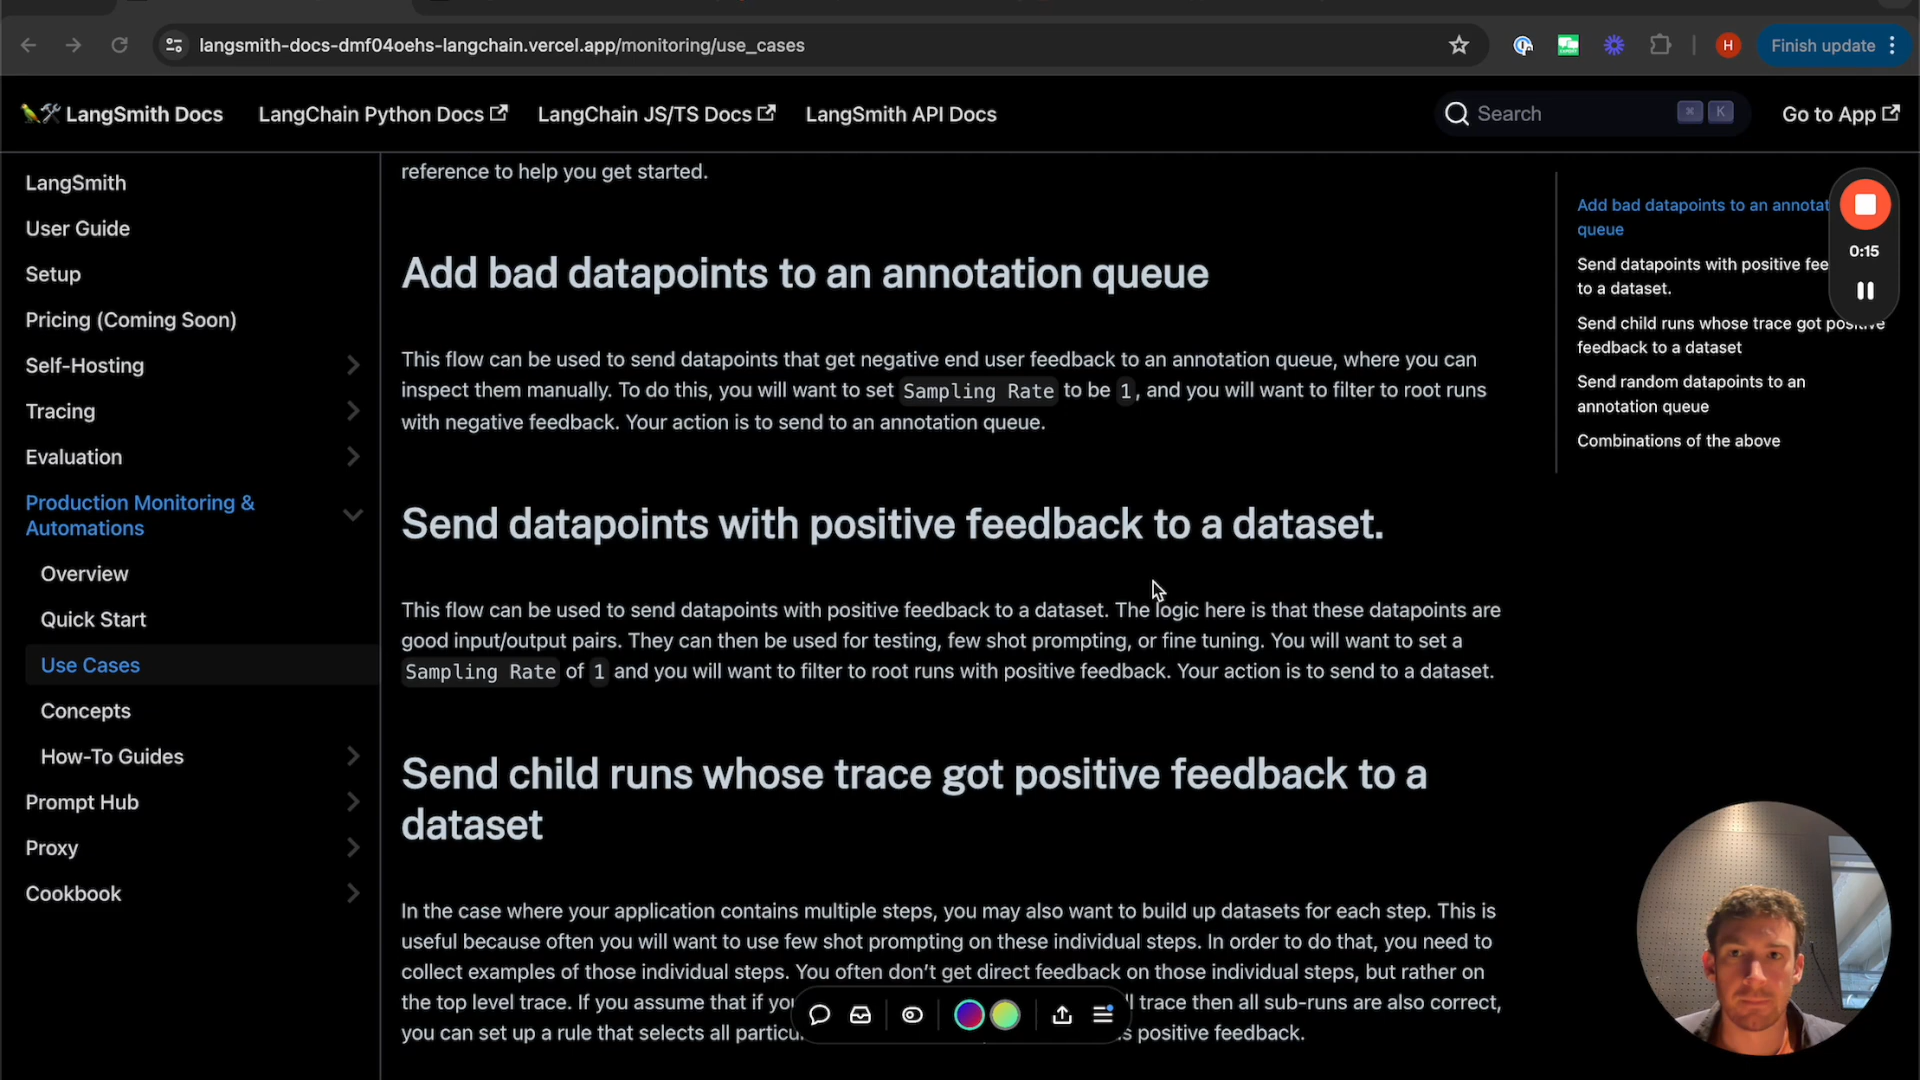 langsmith-docs-dmf04oehs-langchain.vercel.app/monitoring/use_cases
H
Finish update
LangSmith Docs
LangChain Python Docs
LangChain JS/TS Docs
LangSmith API Docs
Search
⌘ K
Go to App
LangSmith
User Guide
Setup
Pricing (Coming Soon)
Self-Hosting
Tracing
Evaluation
Production Monitoring &
Automations
Overview
Quick Start
Use Cases
Concepts
How-To Guides
Prompt Hub
Proxy
Cookbook
reference to help you get started.
Add bad datapoints to an annotation queue
This flow can be used to send datapoints that get negative end user feedback to an annotation queue, where you can
inspect them manually. To do this, you will want to set Sampling Rate to be 1, and you will want to filter to root runs
with negative feedback. Your action is to send to an annotation queue.
Send datapoints with positive feedback to a dataset.
This flow can be used to send datapoints with positive feedback to a dataset. The logic here is that these datapoints are
good input/output pairs. They can then be used for testing, few shot prompting, or fine tuning. You will want to set a
Sampling Rate of 1 and you will want to filter to root runs with positive feedback. Your action is to send to a dataset.
Send child runs whose trace got positive feedback to a
dataset
In the case where your application contains multiple steps, you may also want to build up datasets for each step. This is
useful because often you will want to use few shot prompting on these individual steps. In order to do that, you need to
collect examples of those individual steps. You often don't get direct feedback on those individual steps, but rather on
the top level trace. If you assume that if you l trace then all sub-runs are also correct,
you can set up a rule that selects all particu s positive feedback.
Add bad datapoints to an annotat
queue
Send datapoints with positive fee
to a dataset.
Send child runs whose trace got positive
feedback to a dataset
Send random datapoints to an
annotation queue
Combinations of the above
0:15